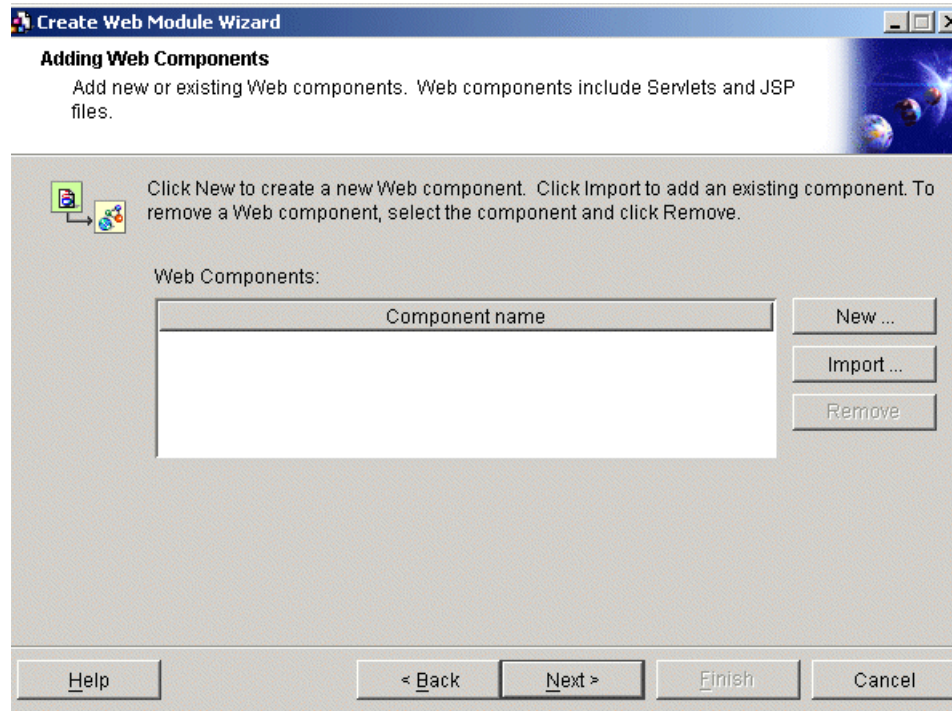 Create Web Module Wizard
Adding Web Components
Add new or existing Web components. Web components include Servlets and JSP
files.
Click New to create a new Web component. Click Import to add an existing component. To
remove a Web component, select the component and click Remove.
Web Components:
Component name
New ...
Import ...
Remove
Help
< Back
Next >
Finish
Cancel